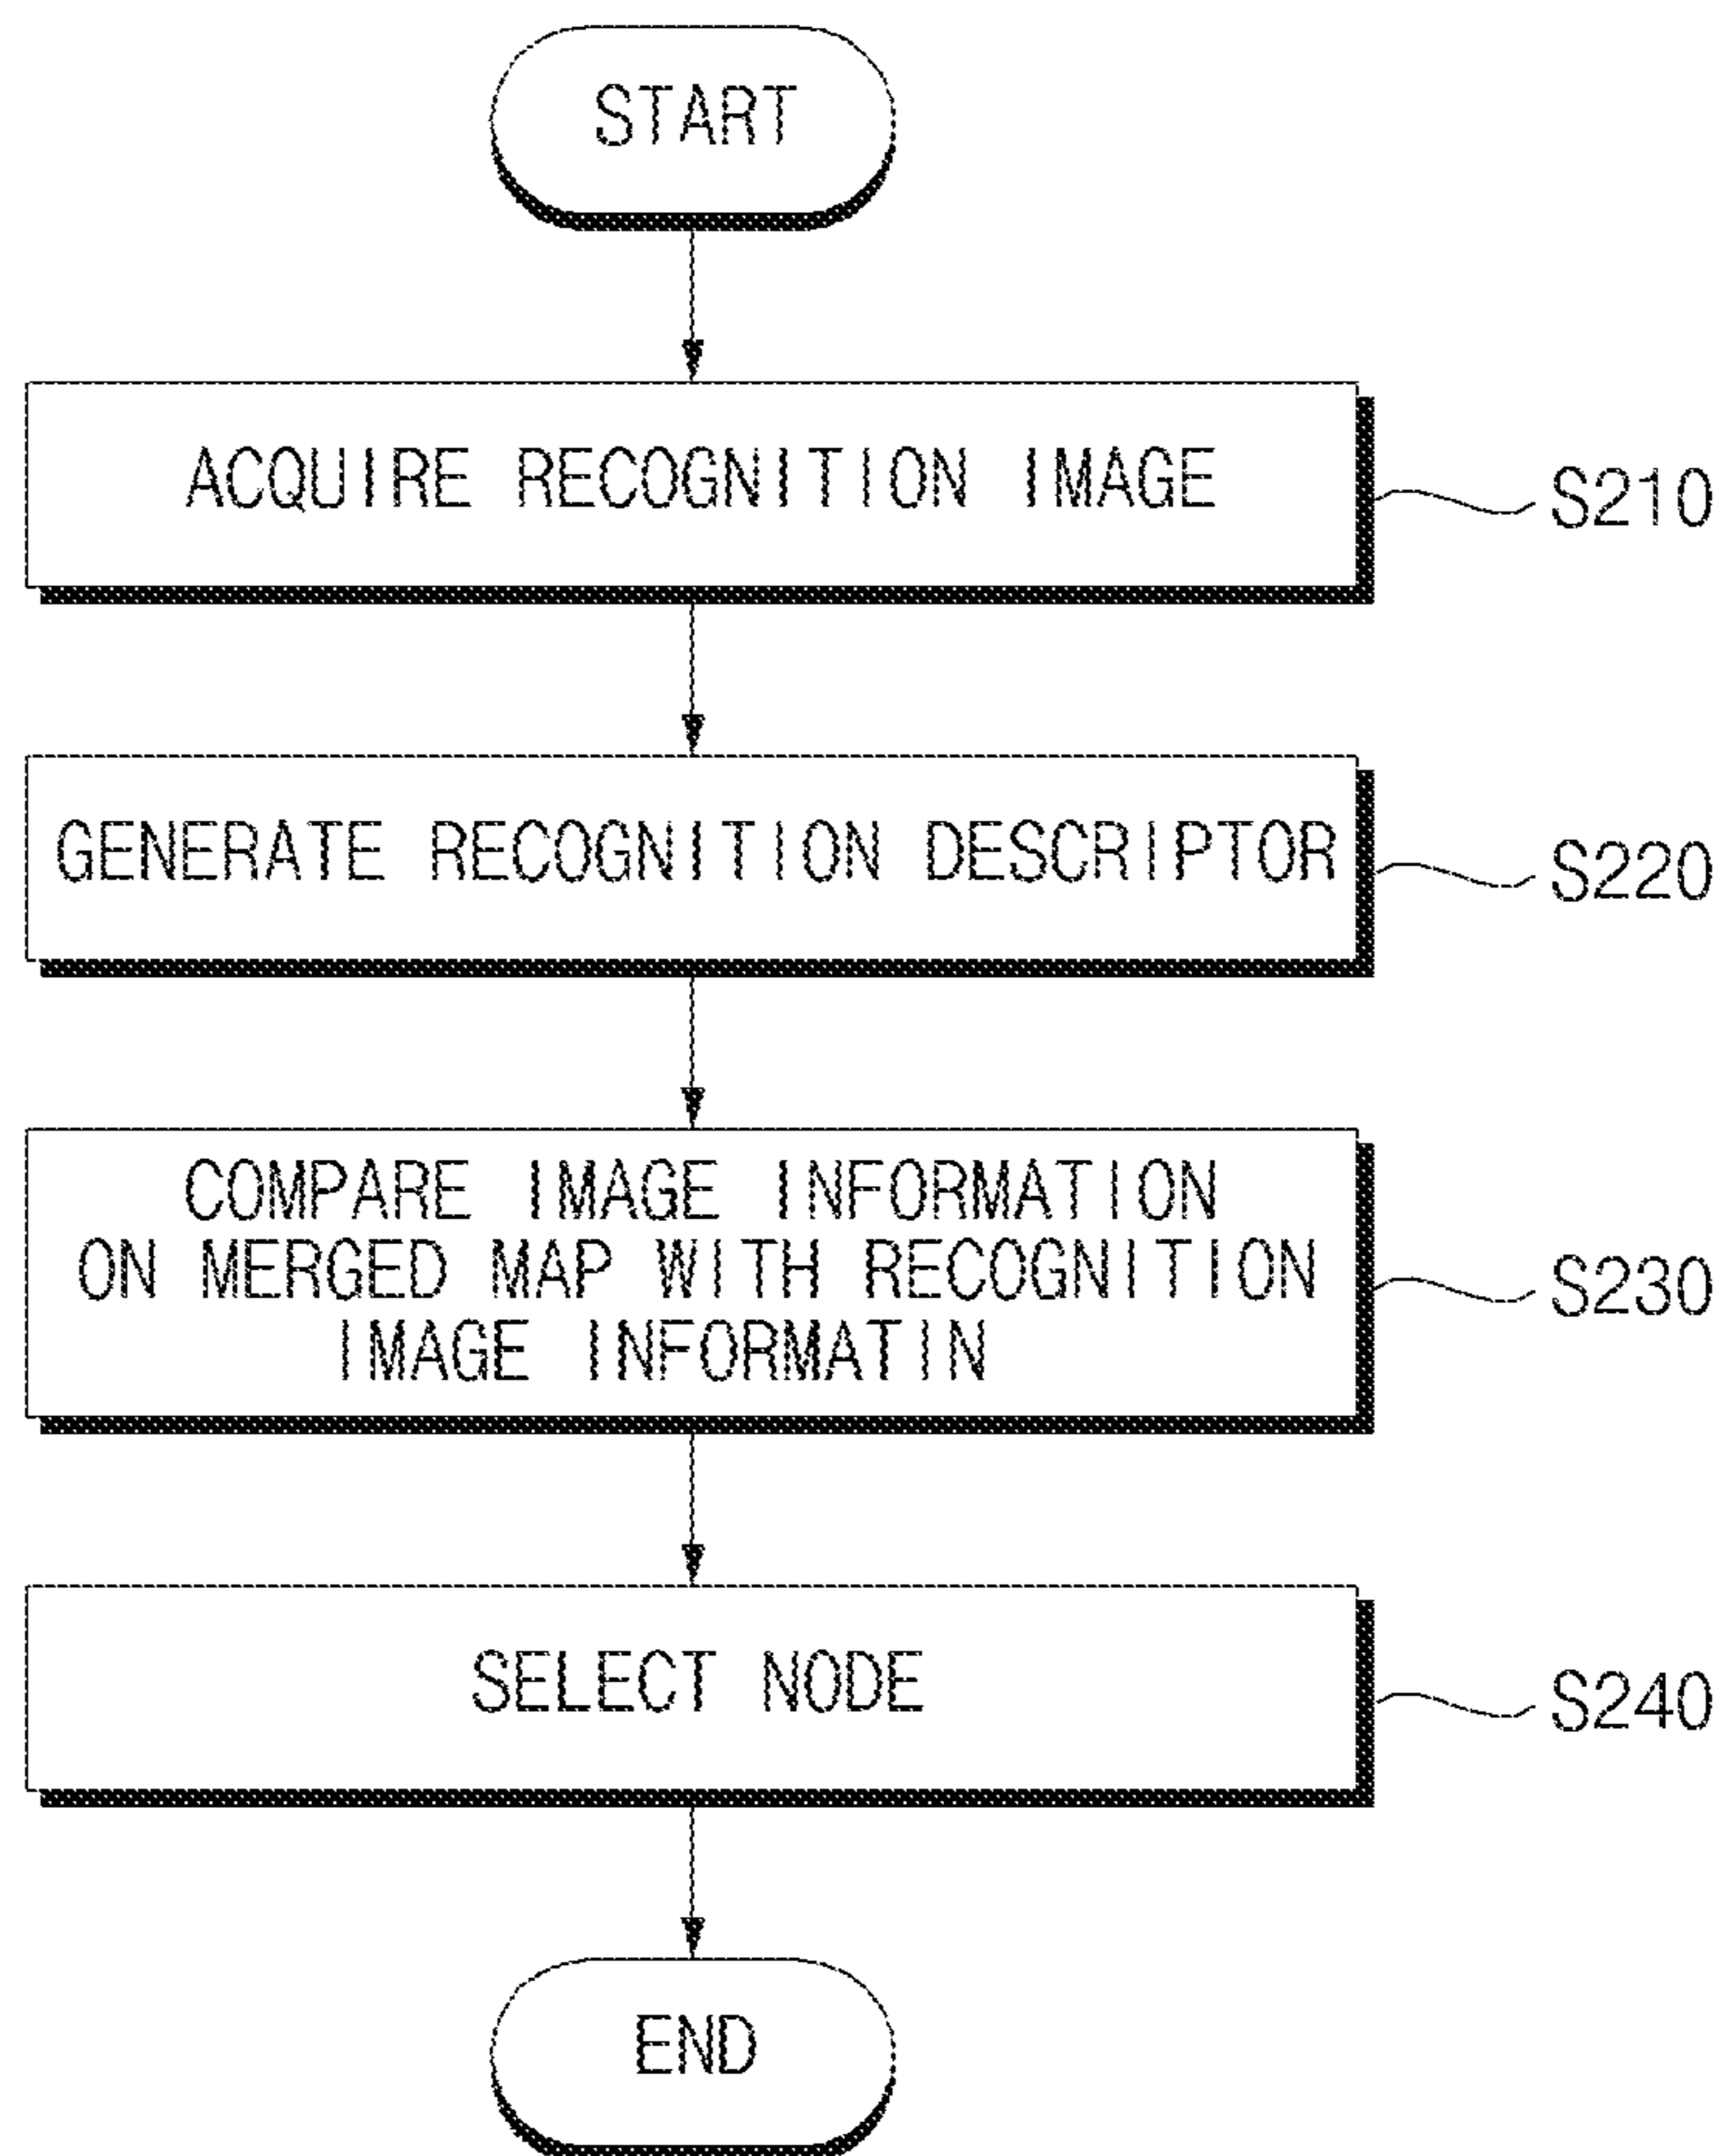 START
ACQUIRE RECOGNITION IMAGE
S210
GENERATE RECOGNITION DESCRIPTOR
S220
COMPARE IMAGE INFORMATION
ON MERGED MAP WITH RECOGNITION
IMAGE INFORMATIN
S230
SELECT NODE
S240
END